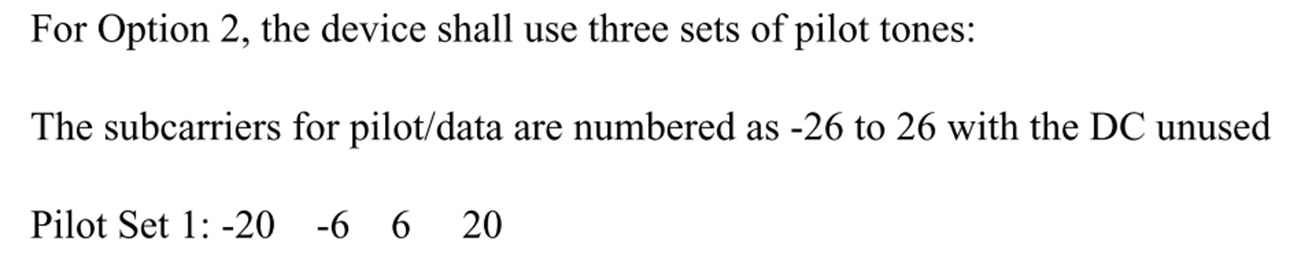 For Option 2, the device shall use three sets of pilot tones:
The subcarriers for pilot/data are numbered as -26 to 26 with the DC unused
Pilot Set 1: -20 -6 6 20